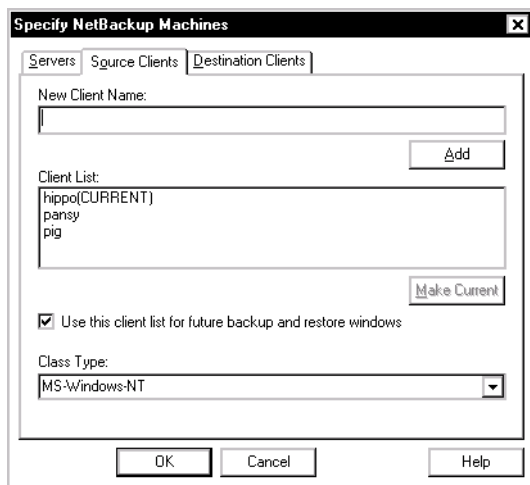 Specify NetBackup Machines
Servers Source Clients Destination Clients
New Client Name:
Add
Client List:
hippo(CURRENT)
pansy
pig
Make Current
Use this client list for future backup and restore windows
Class Type:
MS-Windows-NT
OK Cancel Help